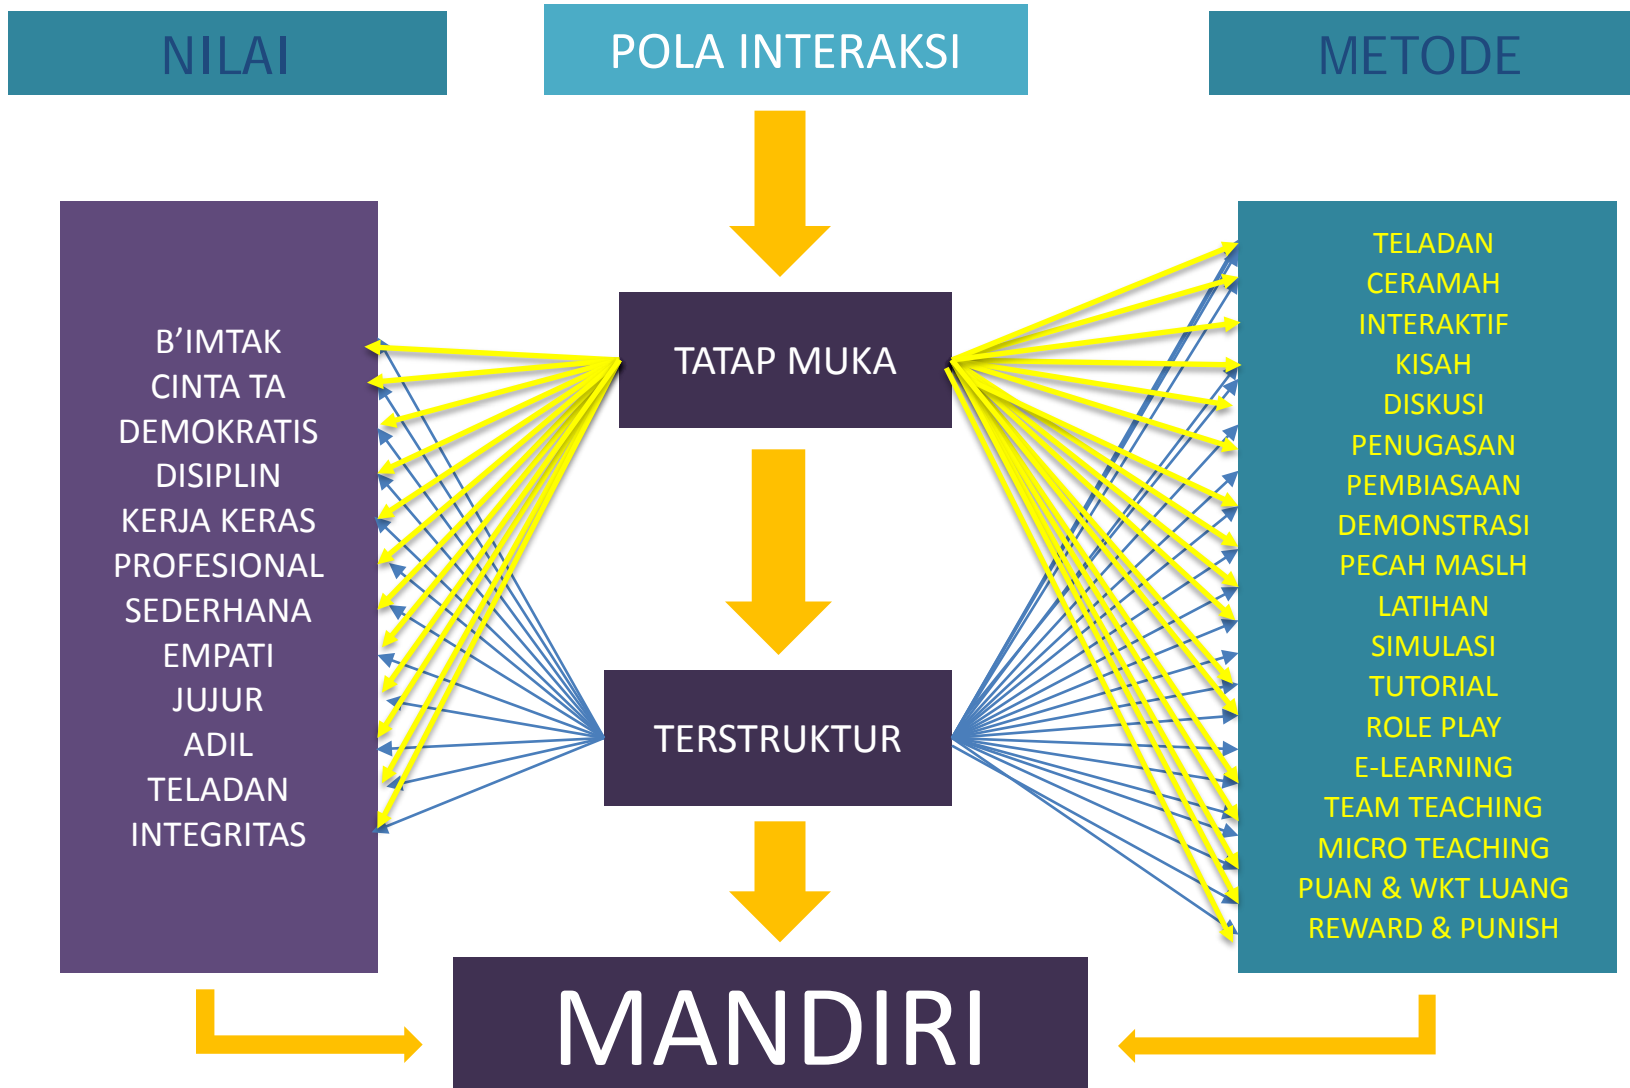 NILAI
POLA INTERAKSI
METODE
B’IMTAK
CINTA TA
DEMOKRATIS
DISIPLIN
KERJA KERAS
PROFESIONAL
SEDERHANA
EMPATI
JUJUR
ADIL
TELADAN
INTEGRITAS
TATAP MUKA
TERSTRUKTUR
MANDIRI
TELADAN
CERAMAH
INTERAKTIF
KISAH
DISKUSI
PENUGASAN
PEMBIASAAN
DEMONSTRASI
PECAH MASLH
LATIHAN
SIMULASI
TUTORIAL
ROLE PLAY
E-LEARNING
TEAM TEACHING
MICRO TEACHING
PUAN & WKT LUANG
REWARD & PUNISH